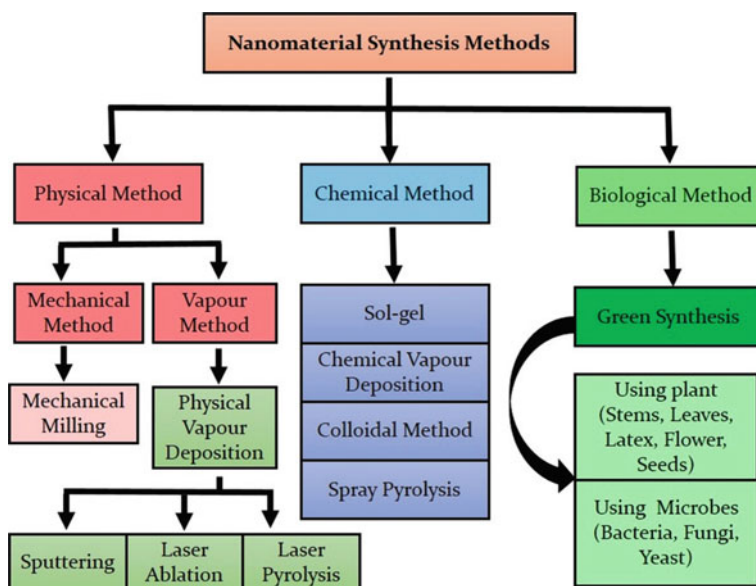 Nanomaterial Synthesis Methods
Physical Method
Chemical Method
Biological Method
Mechanical
Method
Vapour
Method
Mechanical
Milling
Physical
Vapour
Deposition
Sputtering
Laser
Ablation
Laser
Pyrolysis
Sol-gel
Chemical Vapour
Deposition
Colloidal Method
Spray Pyrolysis
Green Synthesis
Using plant
(Stems, Leaves,
Latex, Flower,
Seeds)
Using Microbes
(Bacteria, Fungi,
Yeast)